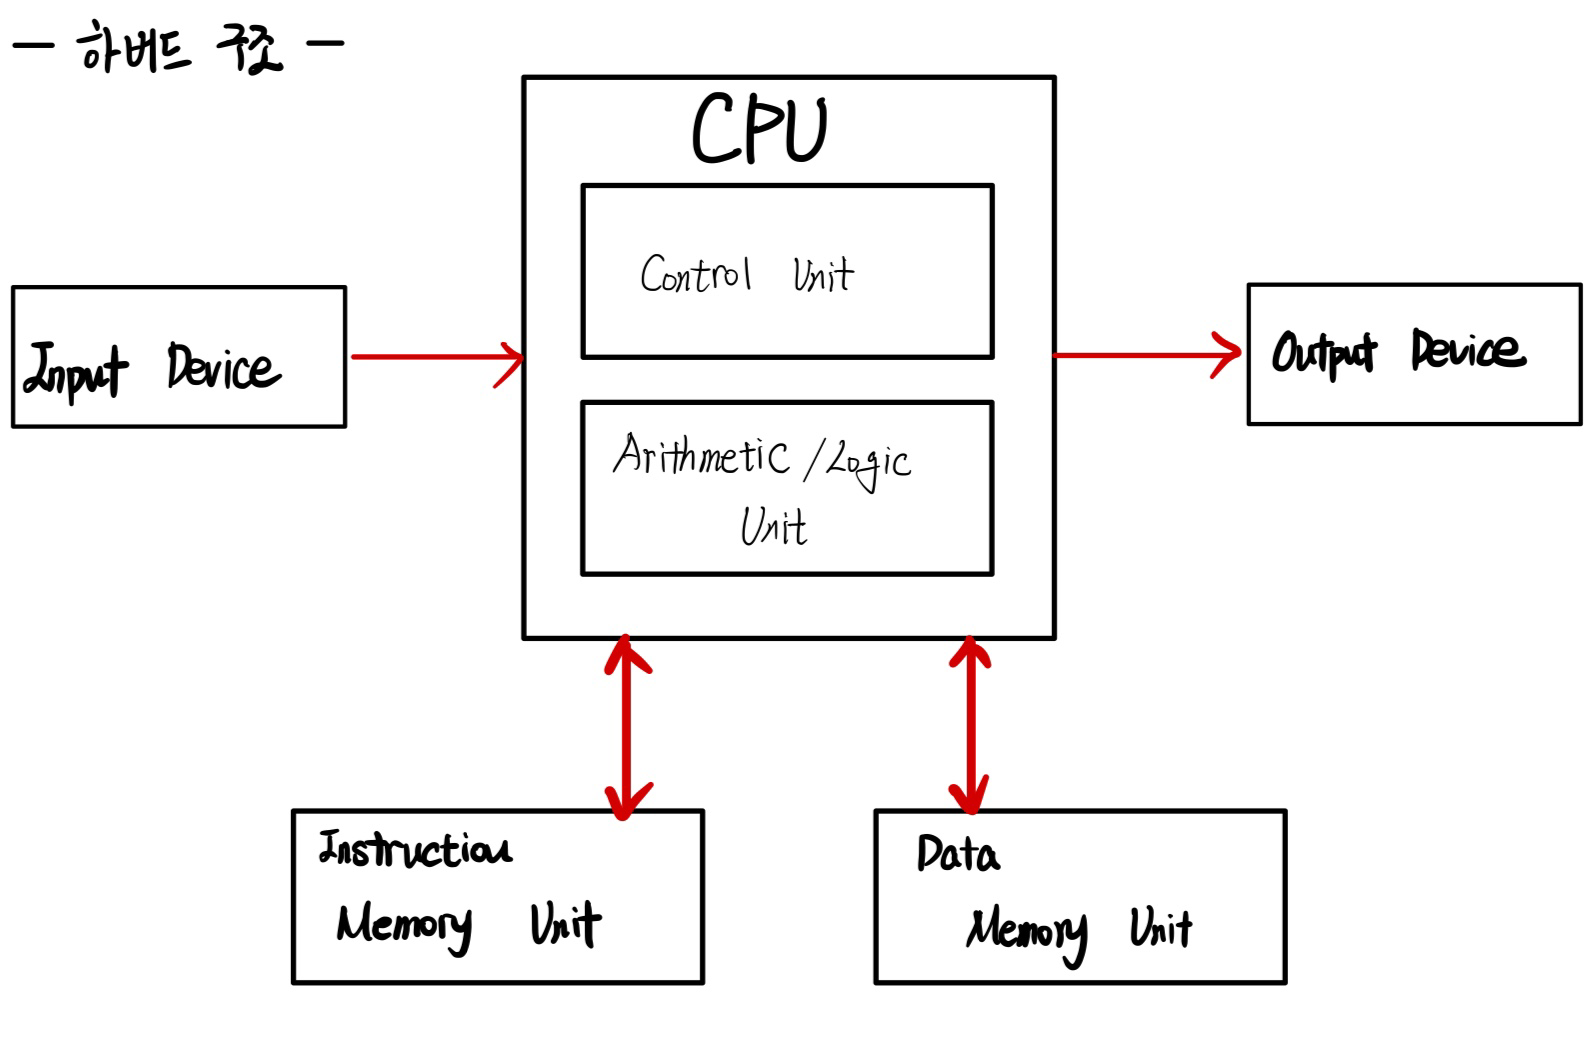 - 하버드 구조 -
CPU
Control Unit
Input Device
Output Device
Arithmetic / Logic
Unit
Instruction
Memory Unit
Data
Memory Unit